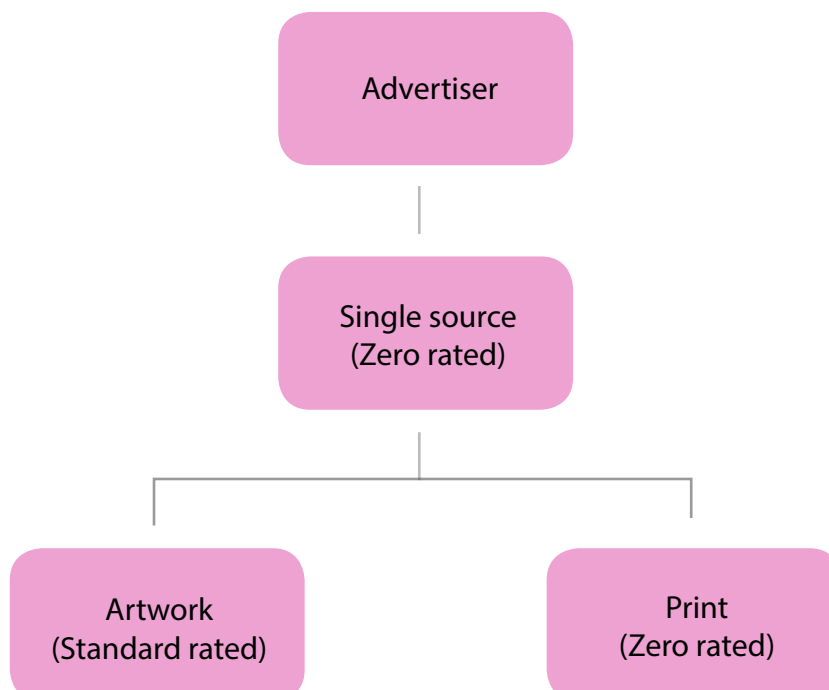 Advertiser
Single source
(Zero rated)
Artwork
(Standard rated)
Print
(Zero rated)